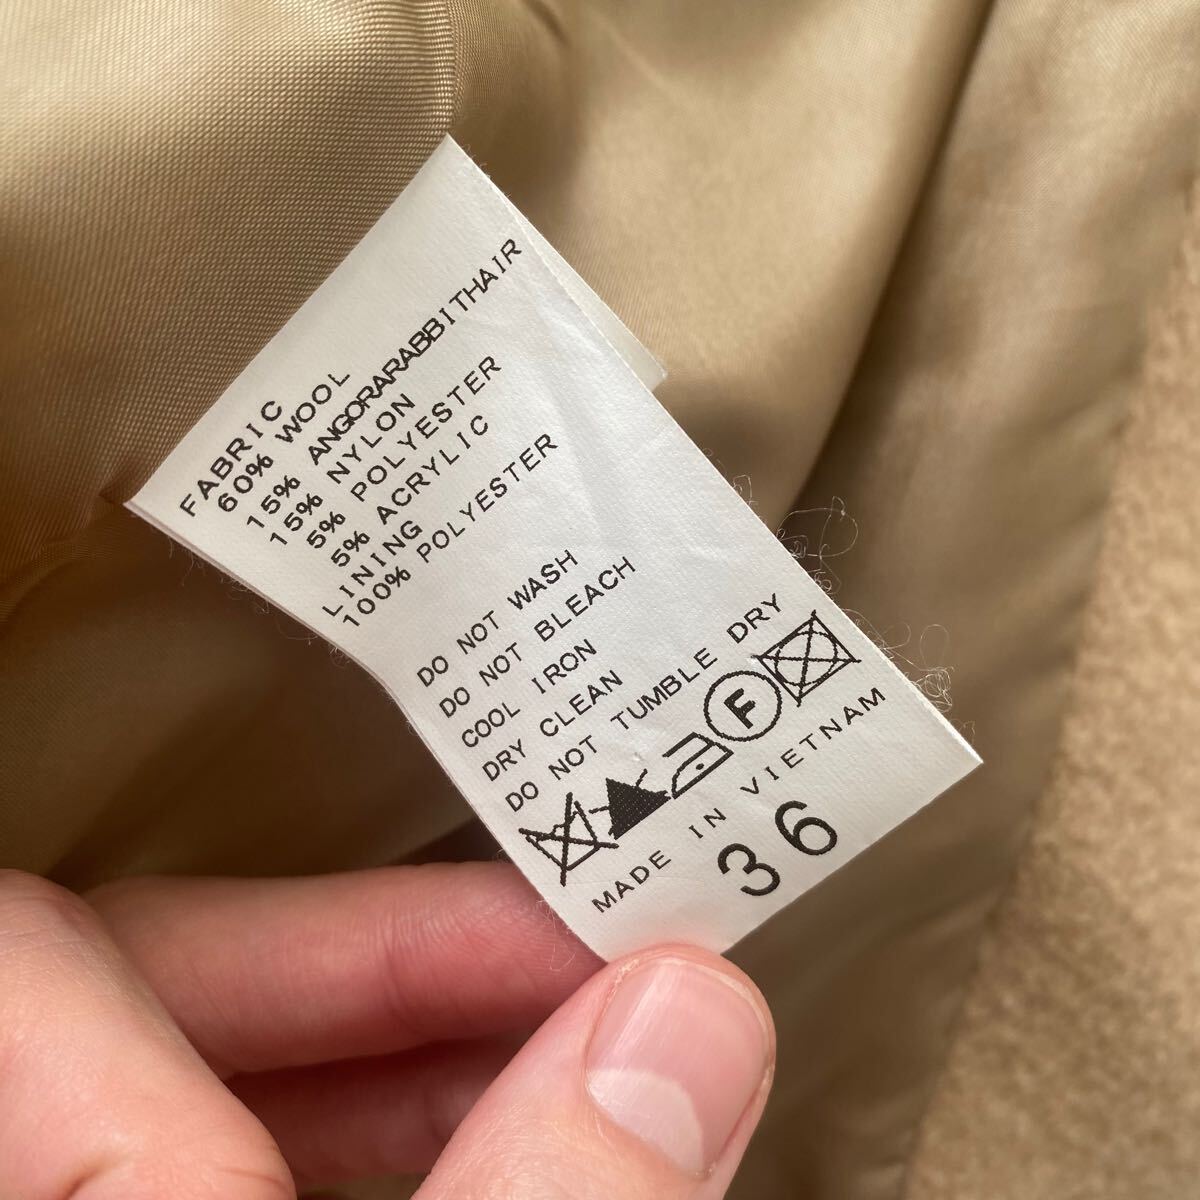 FABRIC
60% WOOL
15% ANGORARABBITHAIR
15% NYLON
5% POLYESTER
5% ACRYLIC
LINING
100% POLYESTER
DO NOT WASH
DO NOT BLEACH
COOL IRON
DRY CLEAN
DO NOT TUMBLE DRY
F
MADE IN VIETNAM
36